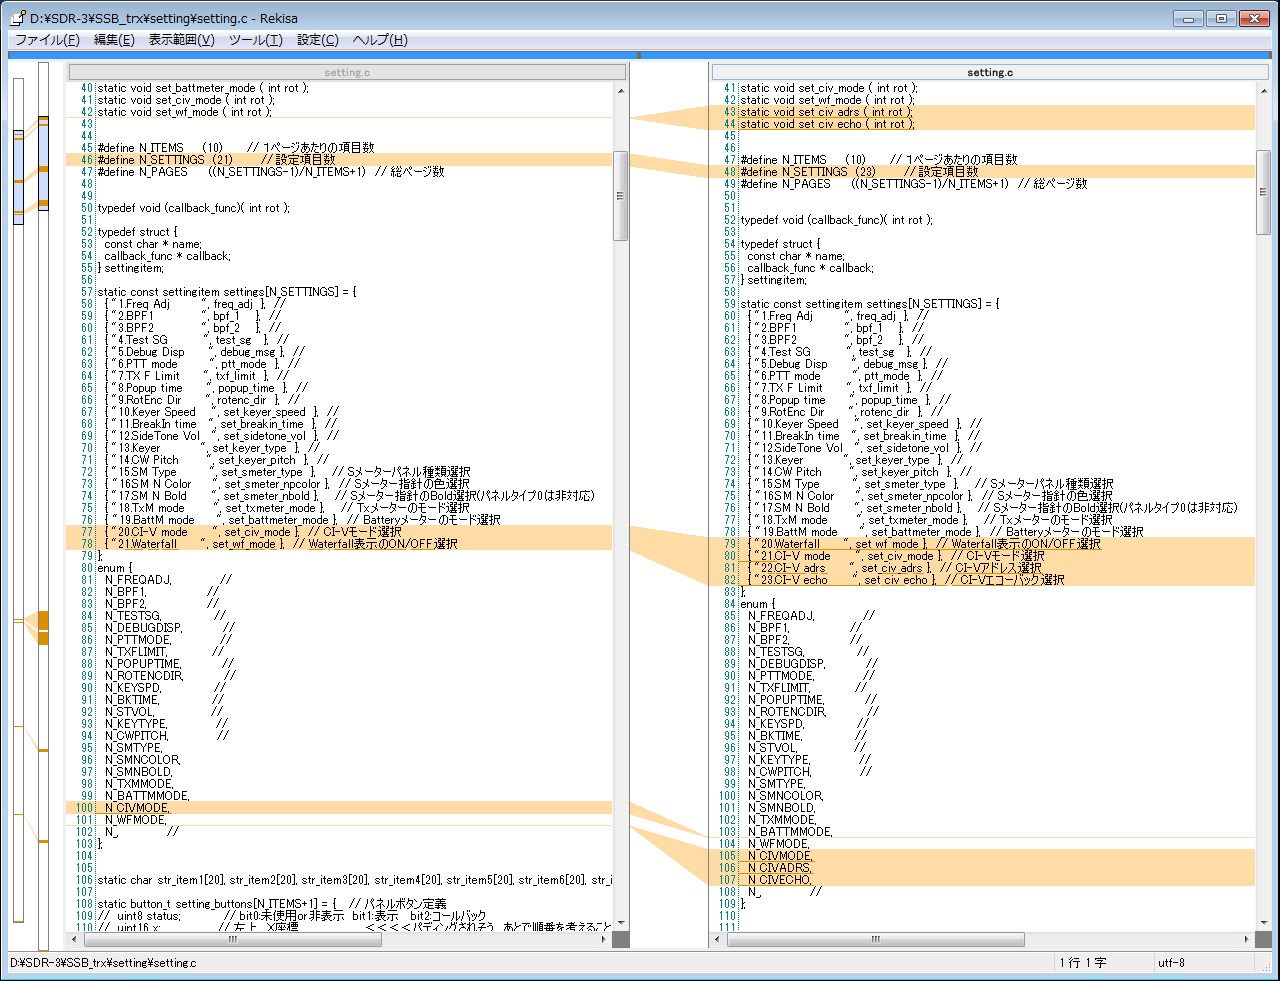 D:¥SDR-3¥SSB_trx¥setting¥setting.c - Rekisa
ファイル(F) 編集(E) 表示範囲(V) ツール(T) 設定(C) ヘルプ(H)
setting.c
40 static void set_battmeter_mode ( int rot );
41 static void set_civ_mode ( int rot );
42 static void set_wf_mode ( int rot );
43
44
45 #define N_ITEMS (10) // 1ページあたりの項目数
46 #define N_SETTINGS (21) // 設定項目数
47 #define N_PAGES ((N_SETTINGS-1)/N_ITEMS+1) // 総ページ数
48
49
50 typedef void (callback_func)( int rot );
51
52 typedef struct {
53 const char * name;
54 callback_func * callback;
55 } settingitem;
56
57 static const settingitem settings[N_SETTINGS] = {
58 { "1.Freq Adj ", freq_adj }, //
59 { "2.BPF1 ", bpf_1 }, //
60 { "3.BPF2 ", bpf_2 }, //
61 { "4.Test SG ", test_sg }, //
62 { "5.Debug Disp ", debug_msg }, //
63 { "6.PTT mode ", ptt_mode }, //
64 { "7.TX F Limit ", txf_limit }, //
65 { "8.Popup time ", popup_time }, //
66 { "9.RotEnc Dir ", rotenc_dir }, //
67 { "10.Keyer Speed ", set_keyer_speed }, //
68 { "11.BreakIn time ", set_breakin_time }, //
69 { "12.SideTone Vol ", set_sidetone_vol }, //
70 { "13.Keyer ", set_keyer_type }, //
71 { "14.CW Pitch ", set_keyer_pitch }, //
72 { "15.SM Type ", set_smeter_type }, // Sメーターパネル種類選択
73 { "16.SM N Color ", set_smeter_npcolor }, // Sメーター指針の色選択
74 { "17.SM N Bold ", set_smeter_nbold }, // Sメーター指針のBold選択(パネルタイプ0は非対応)
75 { "18.TxM mode ", set_txmeter_mode }, // Txメーターのモード選択
76 { "19.BattM mode ", set_battmeter_mode }, // Batteryメーターのモード選択
77 { "20.CI-V mode ", set_civ_mode }, // CI-Vモード選択
78 { "21.Waterfall ", set_wf_mode }, // Waterfall表示のON/OFF選択
79 };
80 enum {
81 N_FREQADJ, //
82 N_BPF1, //
83 N_BPF2, //
84 N_TESTSG, //
85 N_DEBUGDISP, //
86 N_PTTMODE, //
87 N_TXFLIMIT, //
88 N_POPUPTIME, //
89 N_ROTENCDIR, //
90 N_KEYSPD, //
91 N_BKTIME, //
92 N_STVOL, //
93 N_KEYTYPE, //
94 N_CWPITCH, //
95 N_SMTYPE,
96 N_SMNCOLOR,
97 N_SMNBOLD,
98 N_TXMMODE,
99 N_BATTMMODE,
100 N_CIVMODE,
101 N_WFMODE,
102 N_, //
103 };
104
105
106 static char str_item1[20], str_item2[20], str_item3[20], str_item4[20], str_item5[20], str_item6[20], str_i
107
108 static button_t setting_buttons[N_ITEMS+1] = { // パネルボタン定義
109 // uint8 status; // bit0:未使用or非表示 bit1:表示 bit2:コールバック
110 // uint16 x; // 左上 X座標 <<<<パディングされそう。あとで順番を考えること
setting.c
41 static void set_civ_mode ( int rot );
42 static void set_wf_mode ( int rot );
43 static void set_civ_adrs ( int rot );
44 static void set_civ_echo ( int rot );
45
46
47 #define N_ITEMS (10) // 1ページあたりの項目数
48 #define N_SETTINGS (23) // 設定項目数
49 #define N_PAGES ((N_SETTINGS-1)/N_ITEMS+1) // 総ページ数
50
51
52 typedef void (callback_func)( int rot );
53
54 typedef struct {
55 const char * name;
56 callback_func * callback;
57 } settingitem;
58
59 static const settingitem settings[N_SETTINGS] = {
60 { "1.Freq Adj ", freq_adj }, //
61 { "2.BPF1 ", bpf_1 }, //
62 { "3.BPF2 ", bpf_2 }, //
63 { "4.Test SG ", test_sg }, //
64 { "5.Debug Disp ", debug_msg }, //
65 { "6.PTT mode ", ptt_mode }, //
66 { "7.TX F Limit ", txf_limit }, //
67 { "8.Popup time ", popup_time }, //
68 { "9.RotEnc Dir ", rotenc_dir }, //
69 { "10.Keyer Speed ", set_keyer_speed }, //
70 { "11.BreakIn time ", set_breakin_time }, //
71 { "12.SideTone Vol ", set_sidetone_vol }, //
72 { "13.Keyer ", set_keyer_type }, //
73 { "14.CW Pitch ", set_keyer_pitch }, //
74 { "15.SM Type ", set_smeter_type }, // Sメーターパネル種類選択
75 { "16.SM N Color ", set_smeter_npcolor }, // Sメーター指針の色選択
76 { "17.SM N Bold ", set_smeter_nbold }, // Sメーター指針のBold選択(パネルタイプ0は非対応)
77 { "18.TxM mode ", set_txmeter_mode }, // Txメーターのモード選択
78 { "19.BattM mode ", set_battmeter_mode }, // Batteryメーターのモード選択
79 { "20.Waterfall ", set_wf_mode }, // Waterfall表示のON/OFF選択
80 { "21.CI-V mode ", set_civ_mode }, // CI-Vモード選択
81 { "22.CI-V adrs ", set_civ_adrs }, // CI-Vアドレス選択
82 { "23.CI-V echo ", set_civ_echo }, // CI-Vエコーバック選択
83 };
84 enum {
85 N_FREQADJ, //
86 N_BPF1, //
87 N_BPF2, //
88 N_TESTSG, //
89 N_DEBUGDISP, //
90 N_PTTMODE, //
91 N_TXFLIMIT, //
92 N_POPUPTIME, //
93 N_ROTENCDIR, //
94 N_KEYSPD, //
95 N_BKTIME, //
96 N_STVOL, //
97 N_KEYTYPE, //
98 N_CWPITCH, //
99 N_SMTYPE,
100 N_SMNCOLOR,
101 N_SMNBOLD,
102 N_TXMMODE,
103 N_BATTMMODE,
104 N_WFMODE,
105 N_CIVMODE,
106 N_CIVADRS,
107 N_CIVECHO,
108 N_, //
109 };
110
111
D:¥SDR-3¥SSB_trx¥setting¥setting.c 1 行 1 字 utf-8